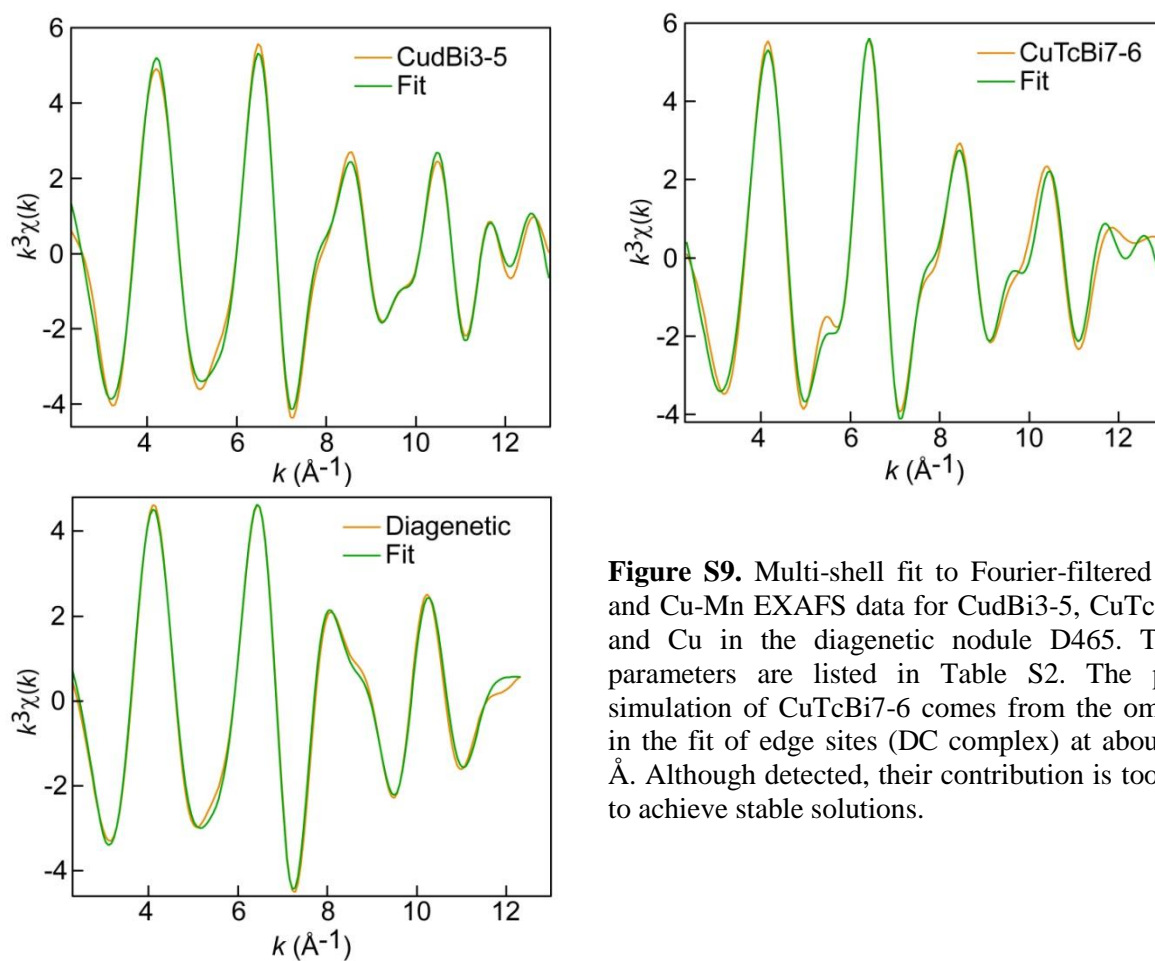 6
4
2
0
-2
-4
k³χ(k)
CudBi3-5
Fit
4
6
8
10
12
k (Å⁻¹)
6
4
2
0
-2
-4
k³χ(k)
CuTcBi7-6
Fit
4
6
8
10
12
k (Å⁻¹)
4
2
0
-2
-4
k³χ(k)
Diagenetic
Fit
4
6
8
10
12
k (Å⁻¹)
Figure S9. Multi-shell fit to Fourier-filtered
and Cu-Mn EXAFS data for CudBi3-5,
and Cu in the diagenetic nodule D465.
parameters are listed in Table S2. The
simulation of CuTcBi7-6 comes from the
in the fit of edge sites (DC complex) at
Å. Although detected, their contribution is too
to achieve stable solutions.